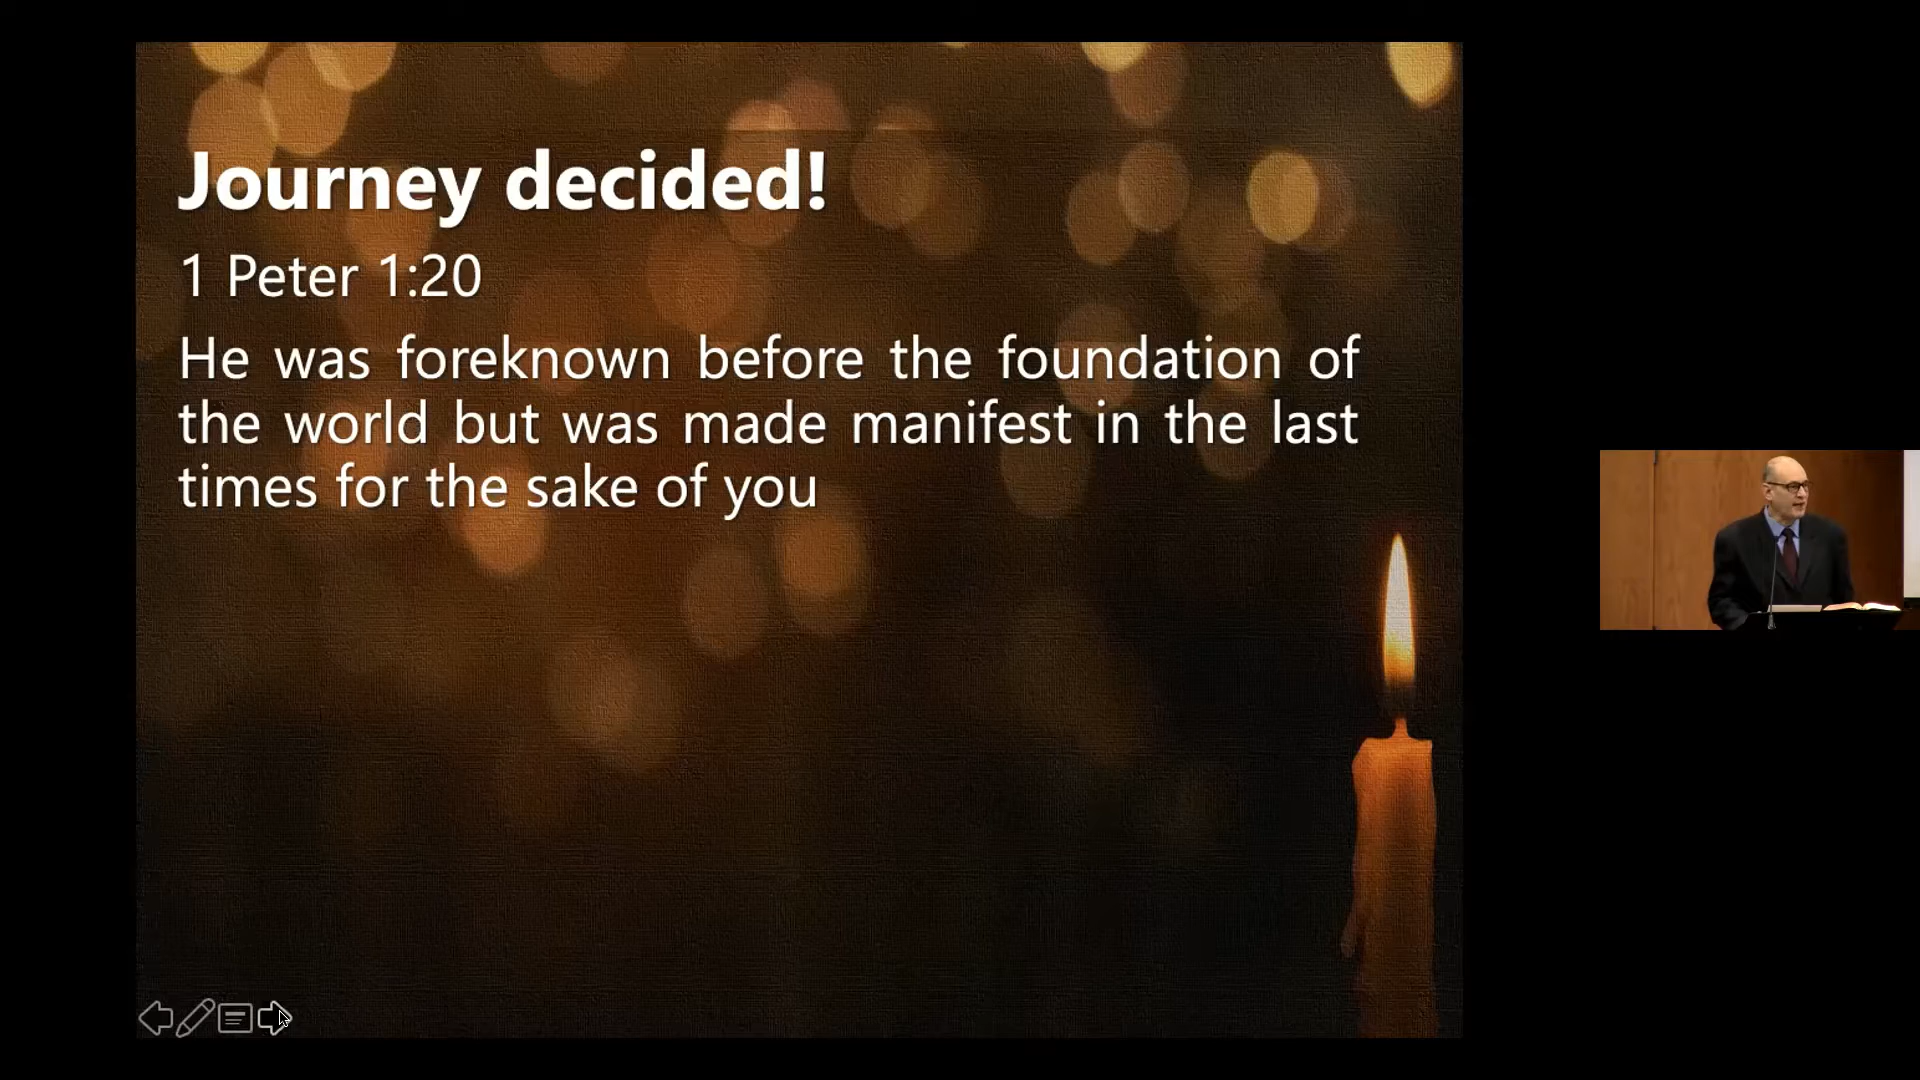 Journey decided!
1 Peter 1:20
He was foreknown before the foundation of
the world but was made manifest in the last
times for the sake of you